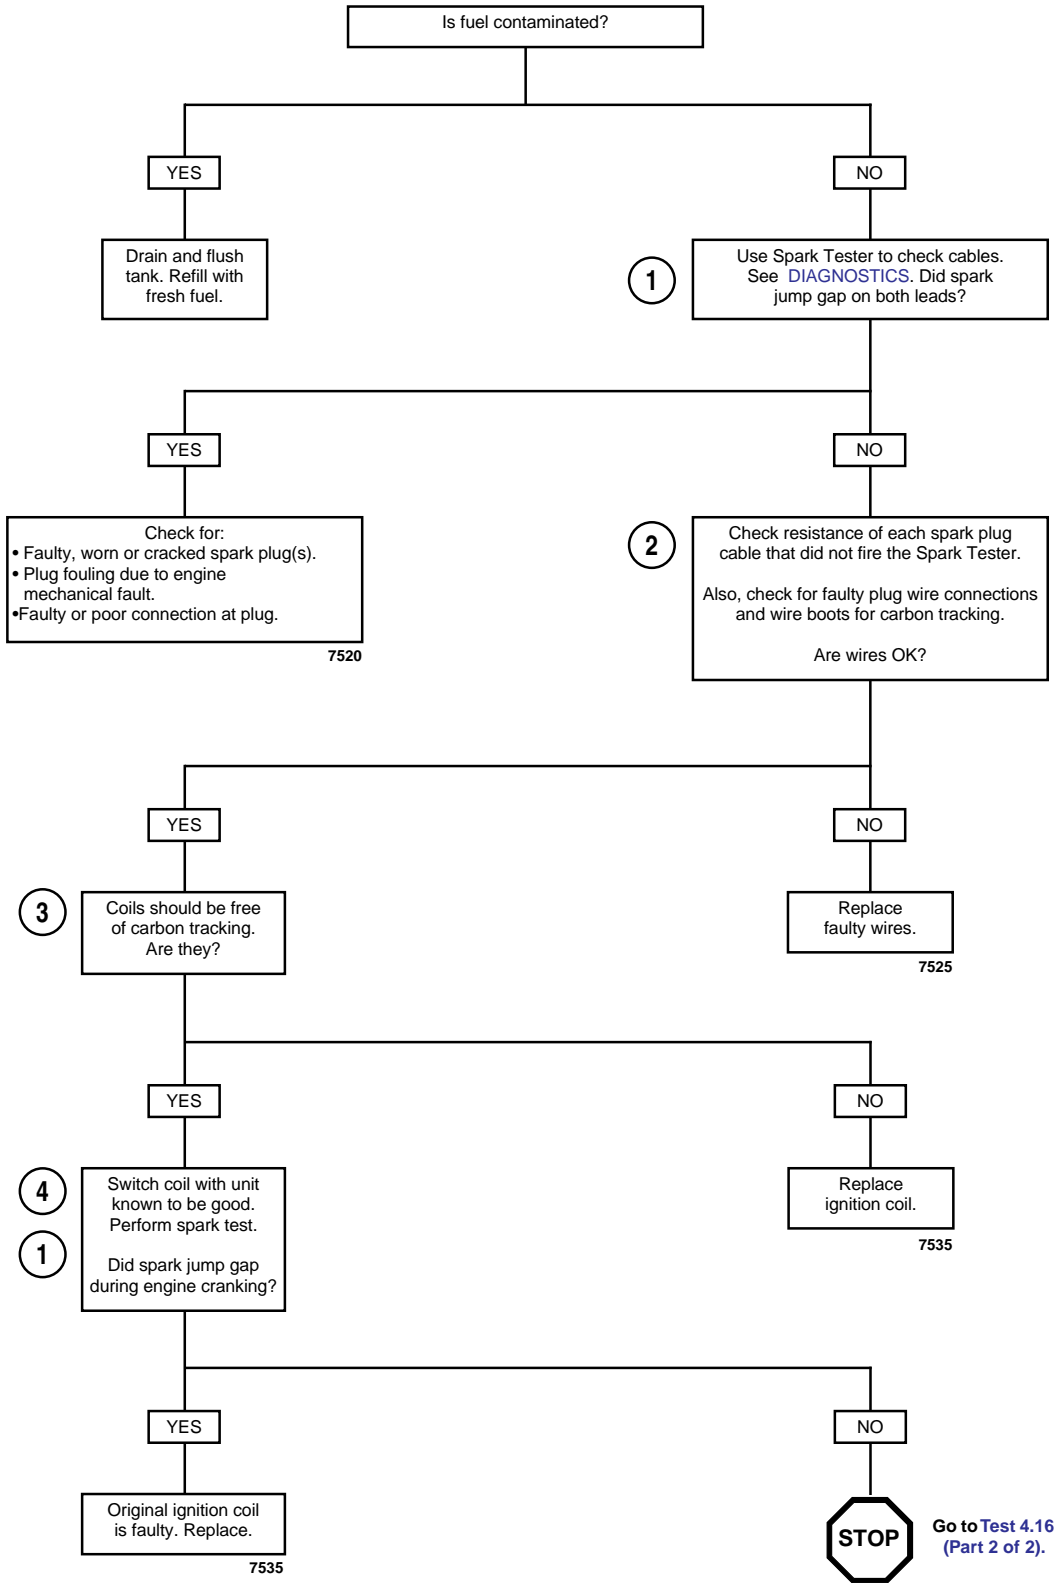 Is fuel contaminated?
YES
NO
Drain and flush
tank. Refill with
fresh fuel.
1
Use Spark Tester to check cables.
See DIAGNOSTICS. Did spark
jump gap on both leads?
YES
NO
Check for:
• Faulty, worn or cracked spark plug(s).
• Plug fouling due to engine
mechanical fault.
•Faulty or poor connection at plug.
7520
2
Check resistance of each spark plug
cable that did not fire the Spark Tester.
Also, check for faulty plug wire connections
and wire boots for carbon tracking.
Are wires OK?
YES
NO
3
Coils should be free
of carbon tracking.
Are they?
Replace
faulty wires.
7525
YES
NO
4
1
Switch coil with unit
known to be good.
Perform spark test.
Did spark jump gap
during engine cranking?
Replace
ignition coil.
7535
YES
NO
Original ignition coil
is faulty. Replace.
7535
STOP
Go to Test 4.16
(Part 2 of 2).